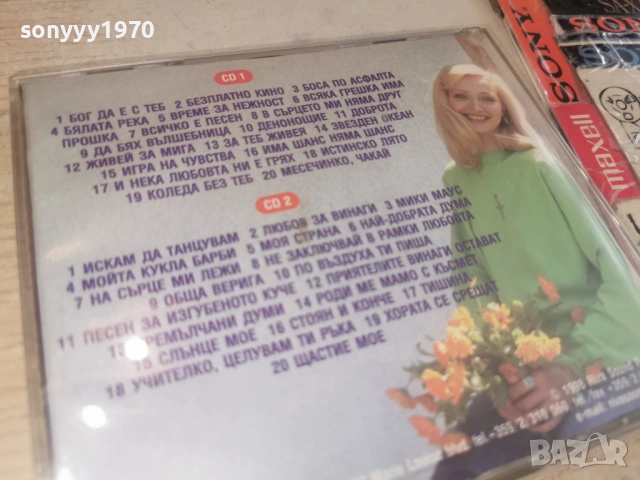 sonyyy1970
CD 1
1 БОГ ДА Е С ТЕБ 2 БЕЗПЛАТНО КИНО 3 БОСА ПО АСФАЛТА
4 БЯЛАТА РЕКА 5 ВРЕМЕ ЗА НЕЖНОСТ 6 ВСЯКА ГРЕШКА ИМА
ПРОШКА 7 ВСИЧКО Е ПЕСЕН 8 В СЪРЦЕТО МИ НЯМА ДРУГ
9 ДА БЯХ ВЪЛШЕБНИЦА 10 ДЕНОНОЩИЕ 11 ДОБРОТА
12 ЖИВЕЙ ЗА МИГА 13 ЗА ТЕБ ЖИВЕЯ 14 ЗВЕЗДЕН ОКЕАН
15 ИГРА НА ЧУВСТВА 16 ИМА ШАНС НЯМА ШАНС
17 И НЕКА ЛЮБОВТА НИ Е ГРЯХ 18 ИСТИНСКО ЛЯТО
19 КОЛЕДА БЕЗ ТЕБ 20 МЕСЕЧИНКО, ЧАКАЙ
CD 2
1 ИСКАМ ДА ТАНЦУВАМ 2 ЛЮБОВ ЗА ВИНАГИ 3 МИКИ МАУС
4 МОЙТА КУКЛА БАРБИ 5 МОЯ СТРАНА 6 НАЙ-ДОБРАТА ДУМА
7 НА СЪРЦЕ МИ ЛЕЖИ 8 НЕ ЗАКЛЮЧВАЙ В РАМКИ ЛЮБОВТА
9 ОБЩА ВЕРИГА 10 ПО ВЪЗДУХА ТИ ПИША
11 ПЕСЕН ЗА ИЗГУБЕНОТО КУЧЕ 12 ПРИЯТЕЛИТЕ ВИНАГИ ОСТАВАТ
13 ПРЕМЪЛЧАНИ ДУМИ 14 РОДИ МЕ МАМО С КЪСМЕТ
15 СЛЪНЦЕ МОЕ 16 СТОЯН И КОНЧЕ 17 ТИШИНА
18 УЧИТЕЛКО, ЦЕЛУВАМ ТИ РЪКА 19 ХОРАТА СЕ СРЕЩАТ
20 ЩАСТИЕ МОЕ
SONY
maxell
bazar.bg